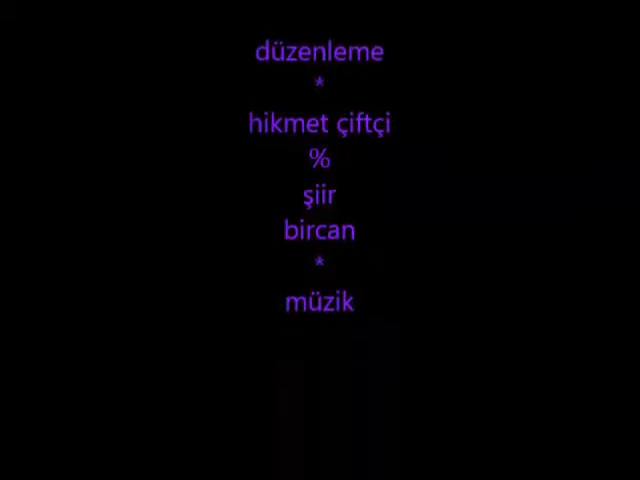 düzenleme
*
hikmet çiftçi
%
şiir
bircan
*
müzik